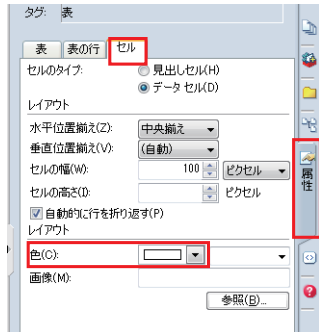 タグ: 表
表 表の行 セル
セルのタイプ: 見出しセル(H)
データ セル(D)
レイアウト
水平位置揃え(Z): 中央揃え
垂直位置揃え(V): (自動)
セルの幅(W): 100 ピクセル
セルの高さ(I): ピクセル
自動的に行を折り返す(P)
レイアウト
色(C):
画像(M):
参照(B)...
属性